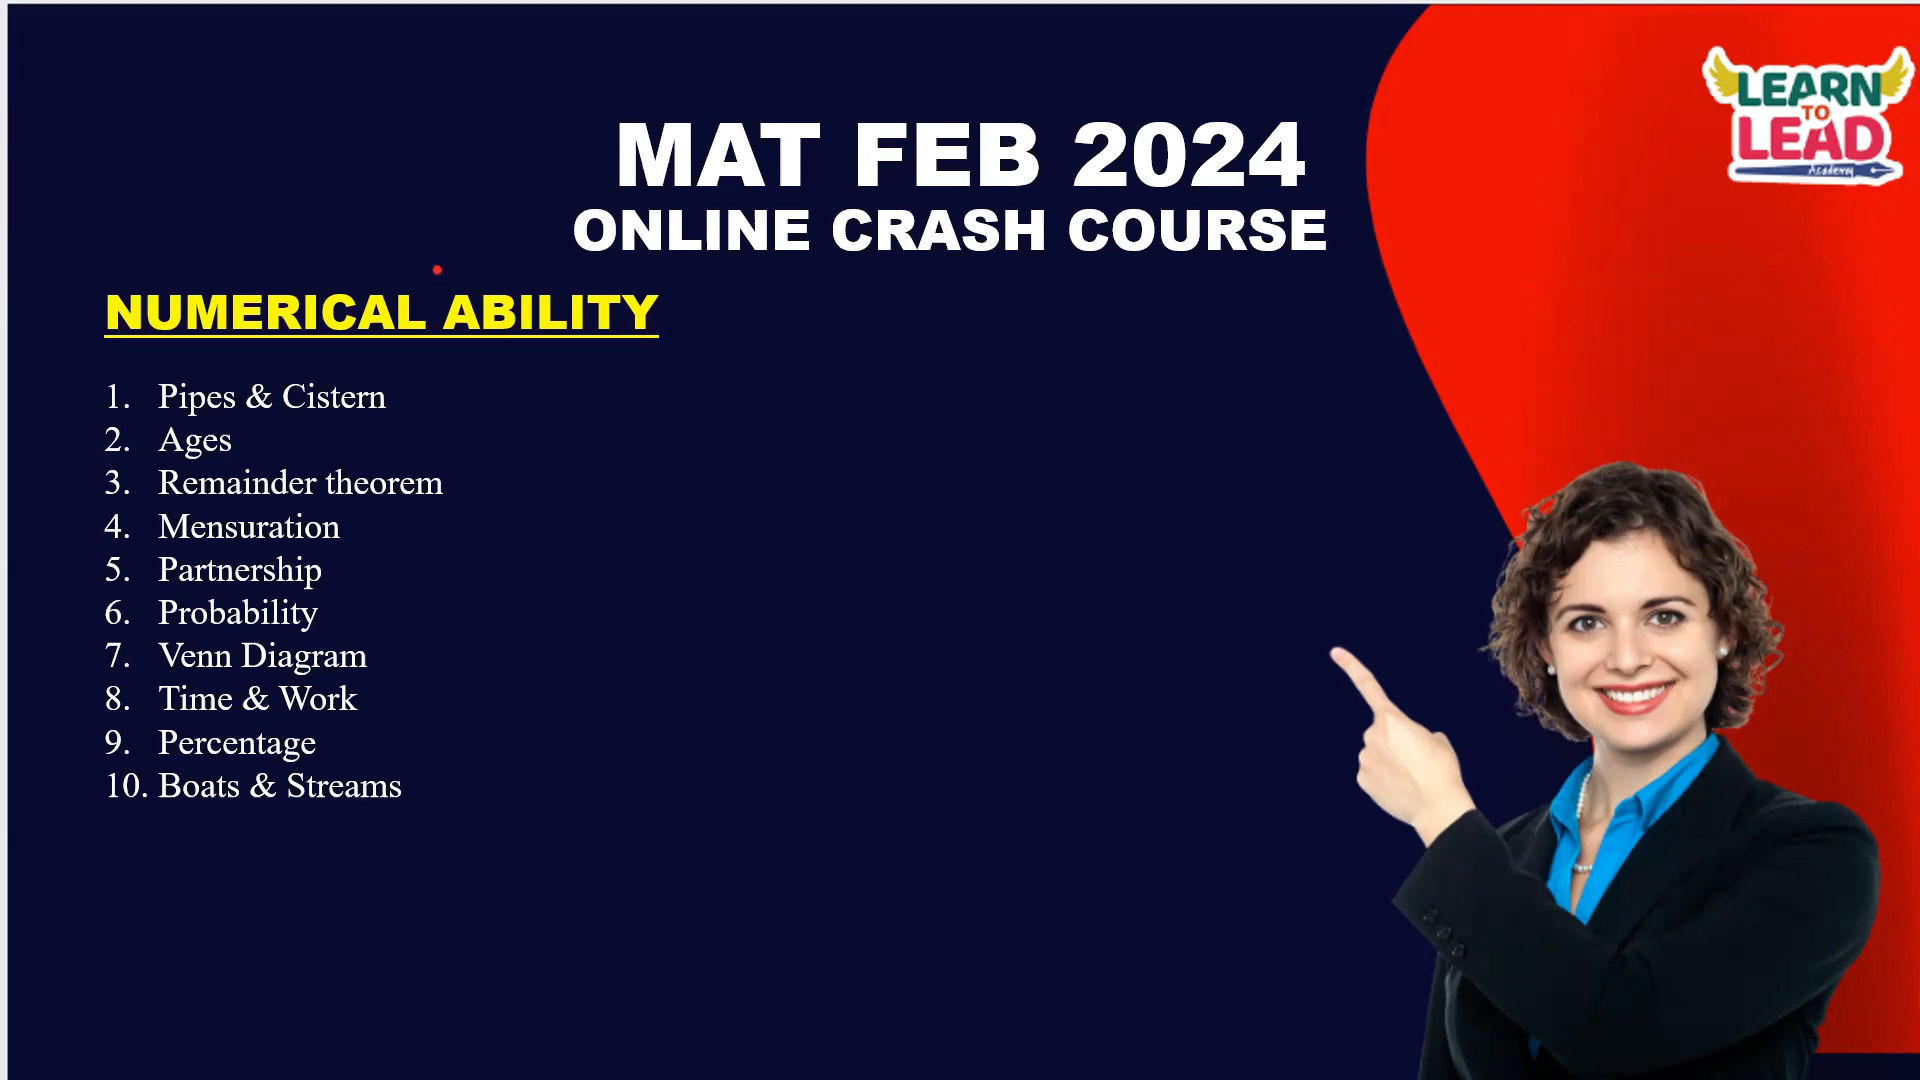 LEARN
TO
LEAD
Academy
MAT FEB 2024
ONLINE CRASH COURSE
NUMERICAL ABILITY
1. Pipes & Cistern
2. Ages
3. Remainder theorem
4. Mensuration
5. Partnership
6. Probability
7. Venn Diagram
8. Time & Work
9. Percentage
10. Boats & Streams